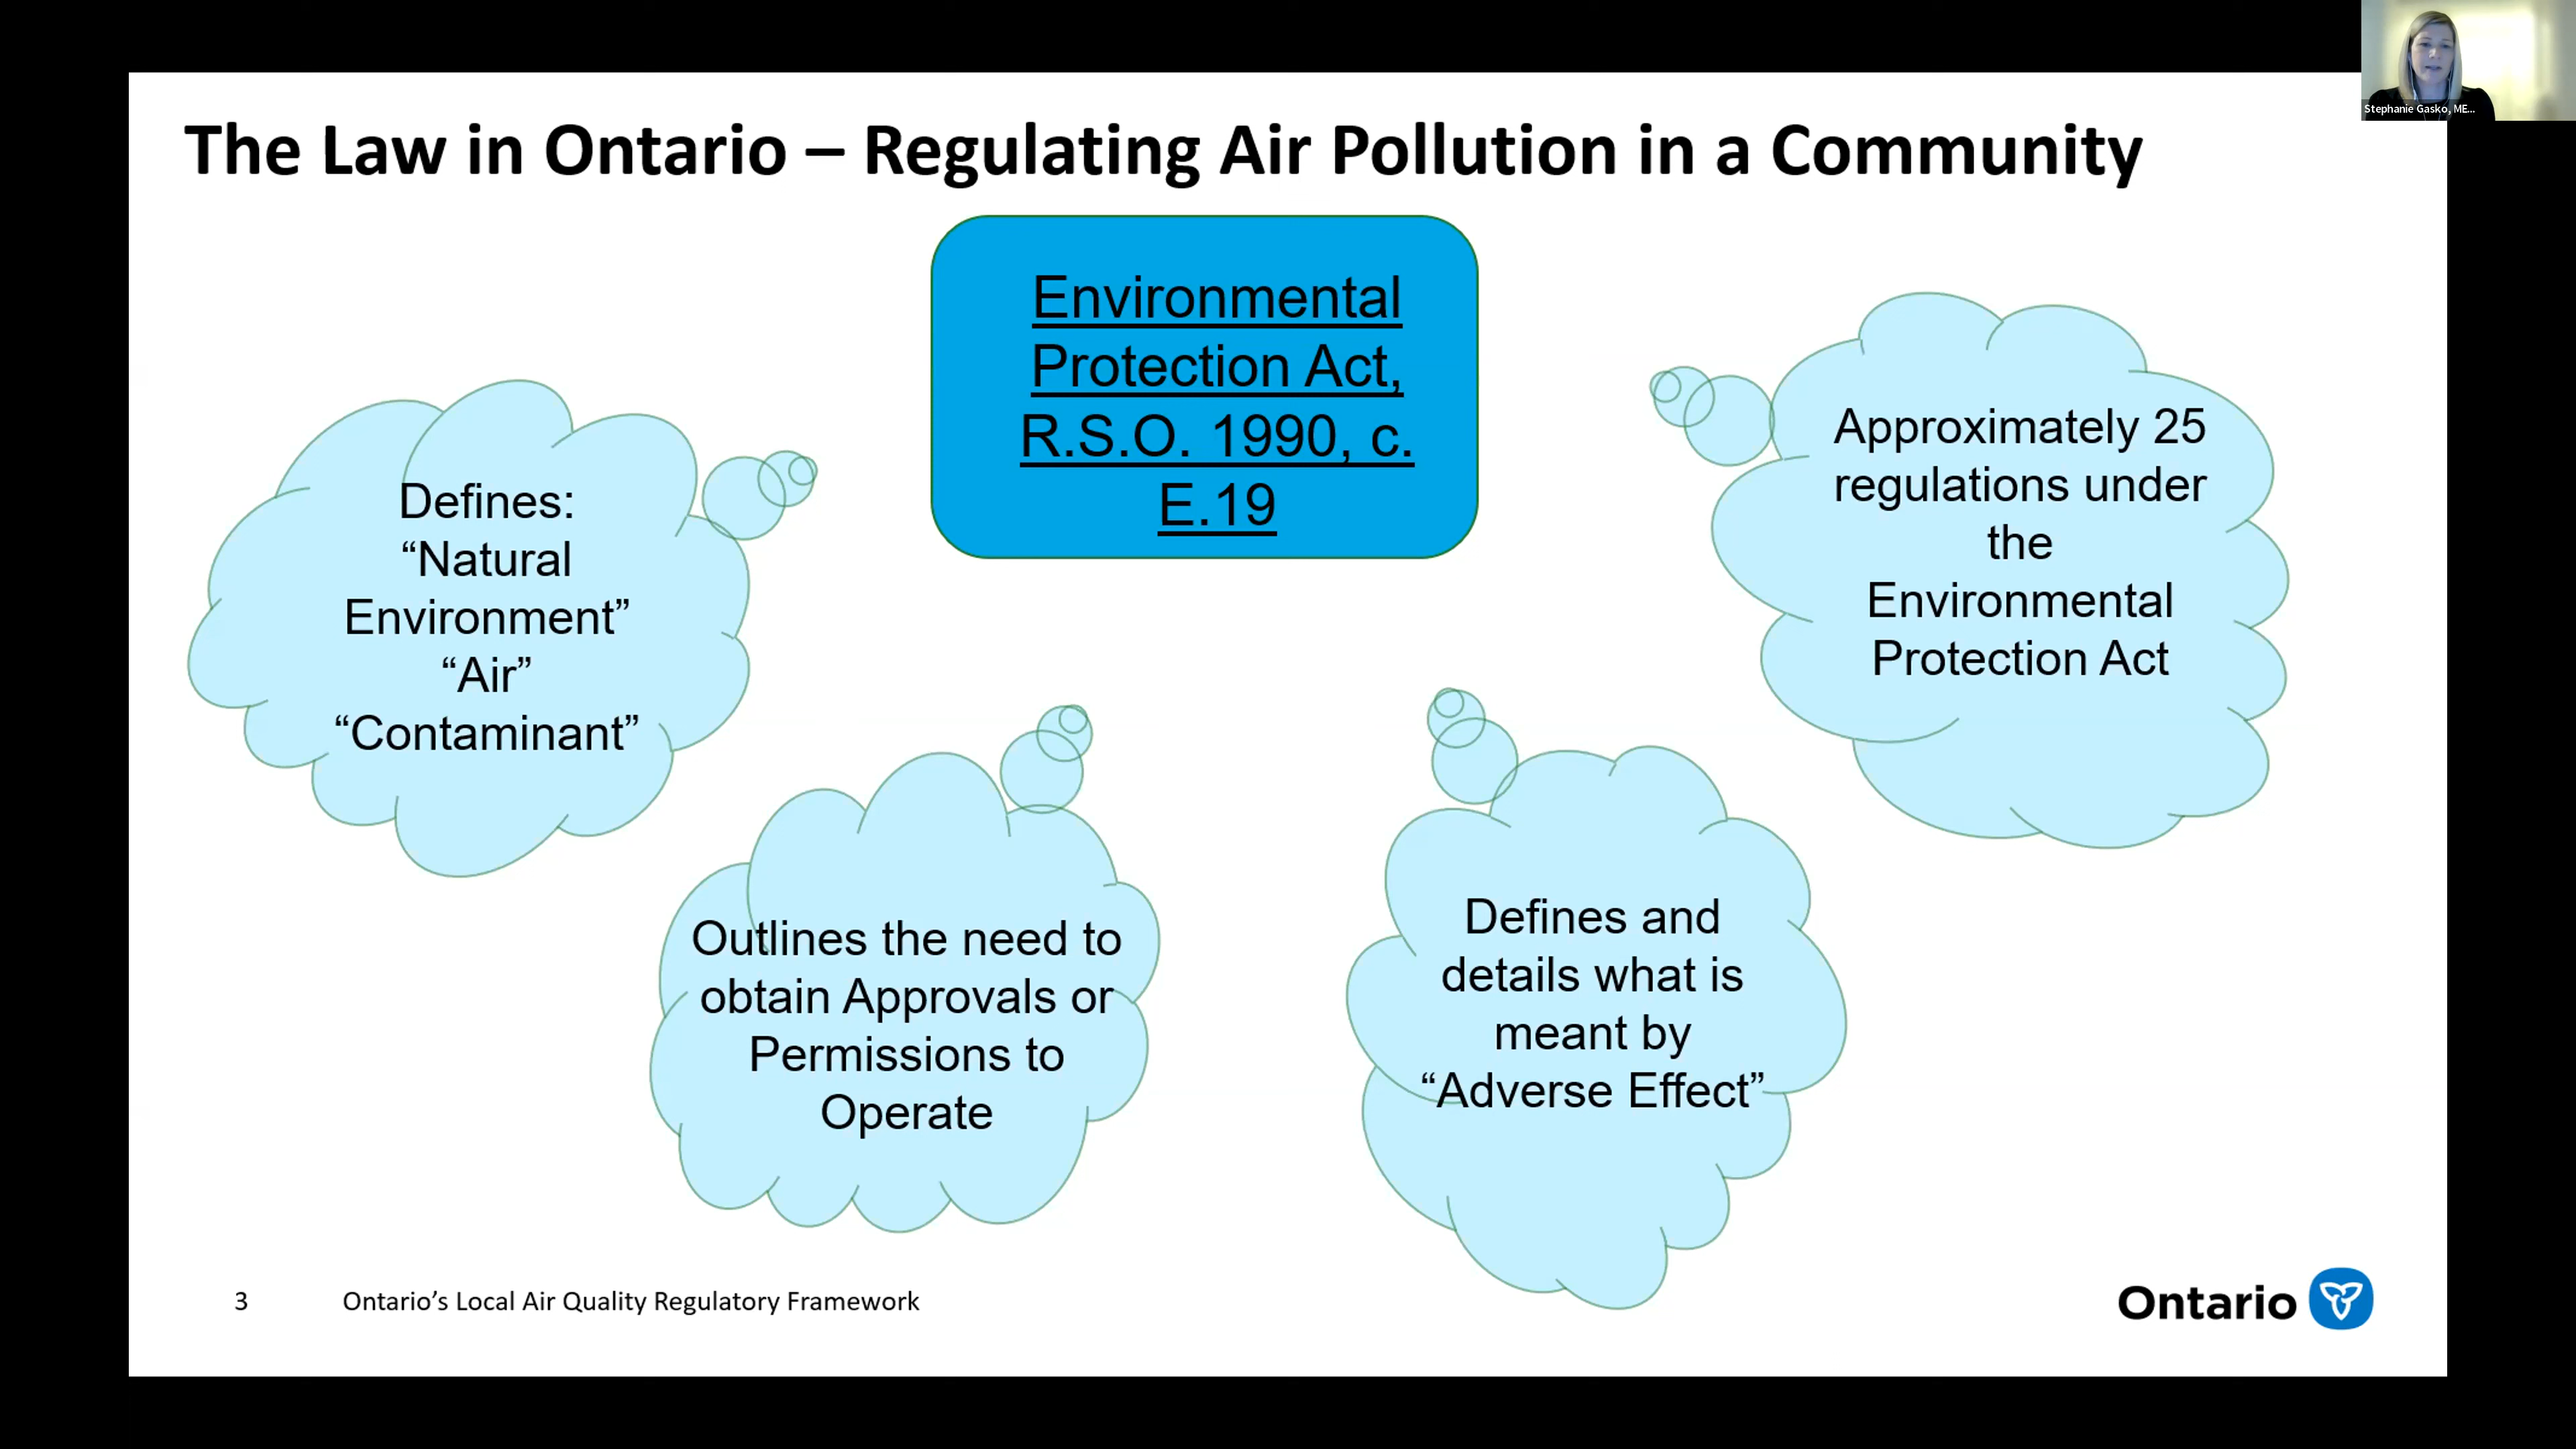 Stephanie Gasko, ME...
The Law in Ontario – Regulating Air Pollution in a Community
Environmental
Protection Act,
R.S.O. 1990, c.
E.19
Defines:
“Natural
Environment”
“Air”
“Contaminant”
Outlines the need to
obtain Approvals or
Permissions to
Operate
Defines and
details what is
meant by
“Adverse Effect”
Approximately 25
regulations under
the
Environmental
Protection Act
3
Ontario’s Local Air Quality Regulatory Framework
Ontario